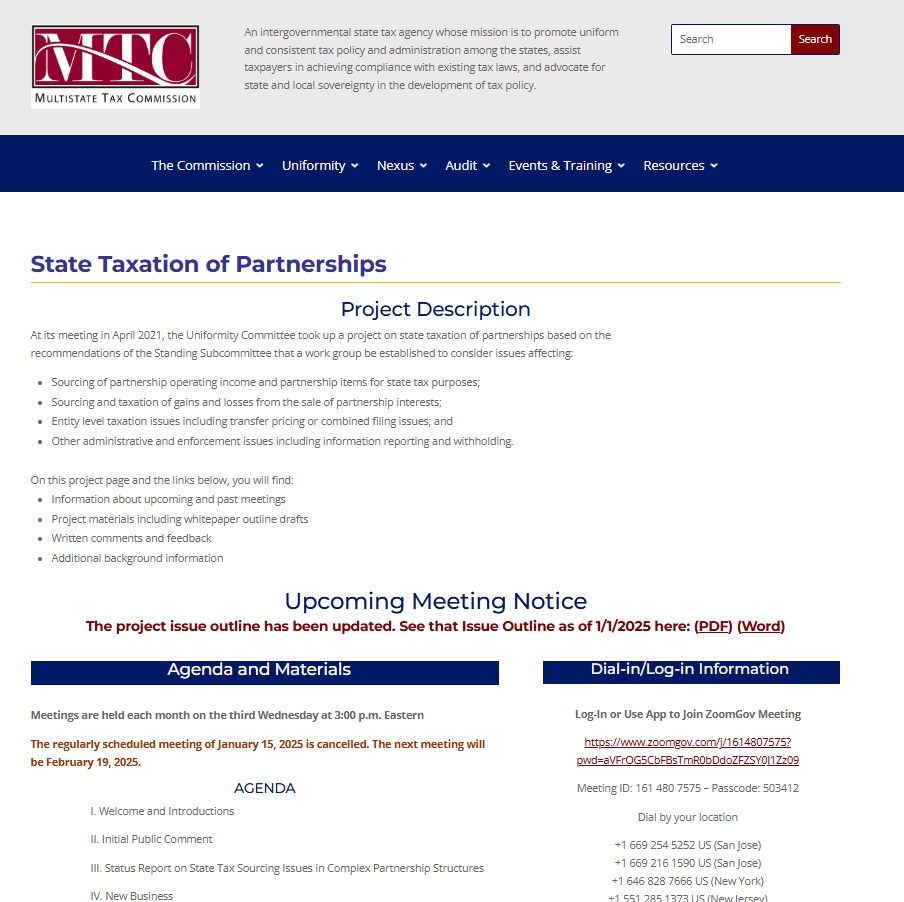 MTC
MULTISTATE TAX COMMISSION
An intergovernmental state tax agency whose mission is to promote uniform
and consistent tax policy and administration among the states, assist
taxpayers in achieving compliance with existing tax laws, and advocate for
state and local sovereignty in the development of tax policy.
Search
Search
The Commission
Uniformity
Nexus
Audit
Events & Training
Resources
State Taxation of Partnerships
Project Description
At its meeting in April 2021, the Uniformity Committee took up a project on state taxation of partnerships based on the
recommendations of the Standing Subcommittee that a work group be established to consider issues affecting:
• Sourcing of partnership operating income and partnership items for state tax purposes;
• Sourcing and taxation of gains and losses from the sale of partnership interests;
• Entity level taxation issues including transfer pricing or combined filing issues; and
• Other administrative and enforcement issues including information reporting and withholding.
On this project page and the links below, you will find:
• Information about upcoming and past meetings
• Project materials including whitepaper outline drafts
• Written comments and feedback
• Additional background information
Upcoming Meeting Notice
The project issue outline has been updated. See that Issue Outline as of 1/1/2025 here: (PDF) (Word)
Agenda and Materials
Meetings are held each month on the third Wednesday at 3:00 p.m. Eastern
The regularly scheduled meeting of January 15, 2025 is cancelled. The next meeting will
be February 19, 2025.
AGENDA
I. Welcome and Introductions
II. Initial Public Comment
III. Status Report on State Tax Sourcing Issues in Complex Partnership Structures
IV. New Business
Dial-in/Log-in Information
Log-In or Use App to Join ZoomGov Meeting
https://www.zoomgov.com/j/1614807575?
pwd=aVFrOG5CbFBsTmR0bDdoZFZSY0J1Zz09
Meeting ID: 161 480 7575 – Passcode: 503412
Dial by your location
+1 669 254 5252 US (San Jose)
+1 669 216 1590 US (San Jose)
+1 646 828 7666 US (New York)
+1 551 285 1373 US (New Jersey)